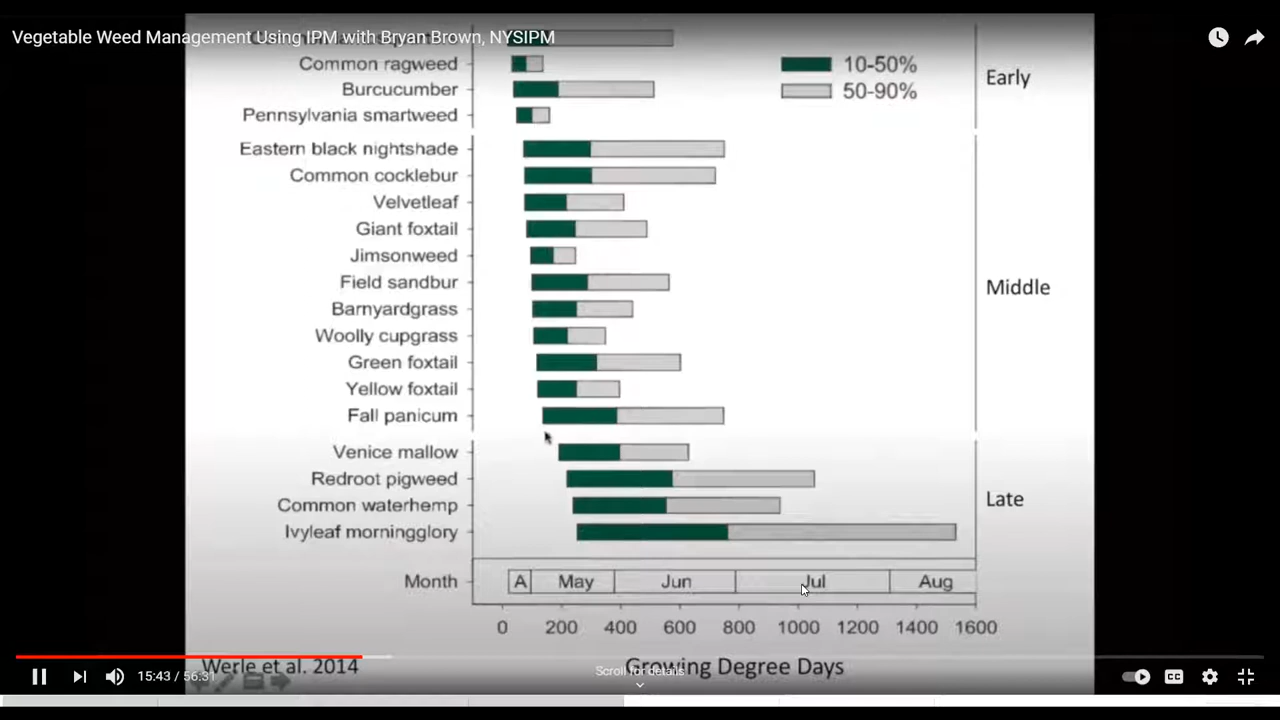 Vegetable Weed Management Using IPM with Bryan Brown, NYSIPM
Common ragweed
Burcucumber
Pennsylvania smartweed
10-50%
50-90%
Early
Eastern black nightshade
Common cocklebur
Velvetleaf
Giant foxtail
Jimsonweed
Field sandbur
Barnyardgrass
Woolly cupgrass
Green foxtail
Yellow foxtail
Fall panicum
Middle
Venice mallow
Redroot pigweed
Common waterhemp
Ivyleaf morningglory
Late
Month A May Jun Jul Aug
0 200 400 600 800 1000 1200 1400 1600
Werle et al. 2014
Growing Degree Days
Scroll for details
15:43 / 56:31
CC